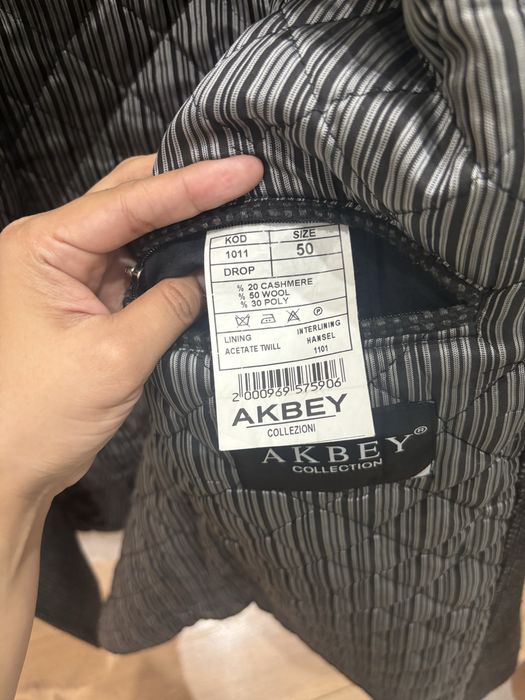 KOD SIZE
1011 50
DROP
% 20 CASHMERE
% 50 WOOL
% 30 POLY
P
LINING INTERLINING
ACETATE TWILL HANSEL
1101
2 000969 575906
AKBEY
COLLEZIONI
AKBEY®
COLLECTION